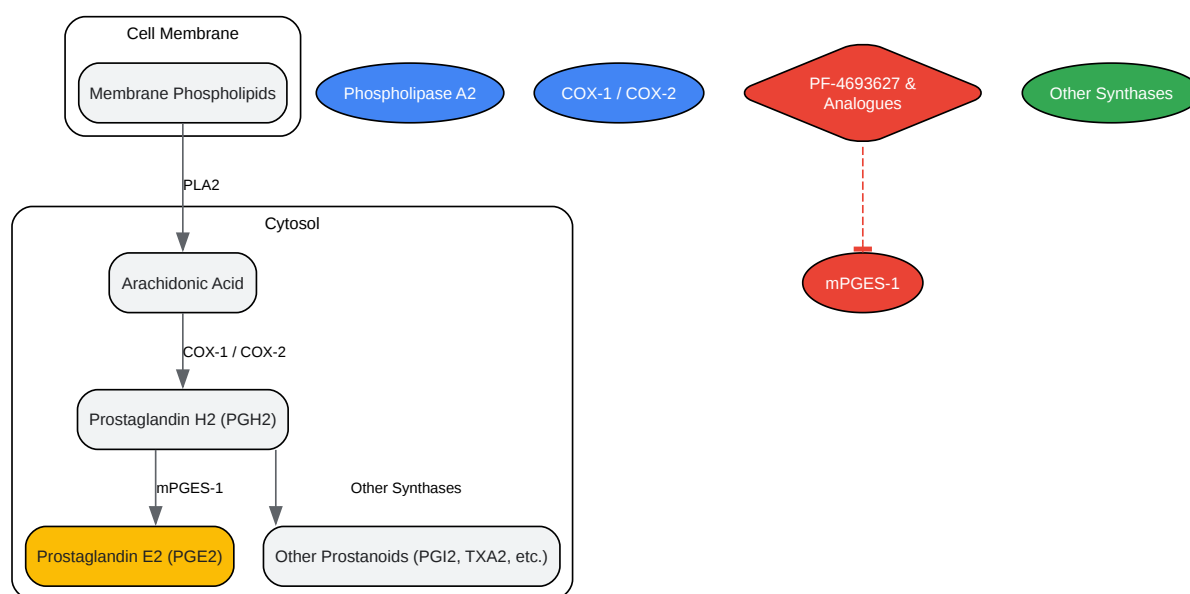 Cell Membrane
Membrane Phospholipids
Phospholipase A2
COX-1 / COX-2
PF-4693627 &
Analogues
Other Synthases
PLA2
Cytosol
Arachidonic Acid
mPGES-1
COX-1 / COX-2
Prostaglandin H2 (PGH2)
mPGES-1
Other Synthases
Prostaglandin E2 (PGE2)
Other Prostanoids (PGI2, TXA2, etc.)